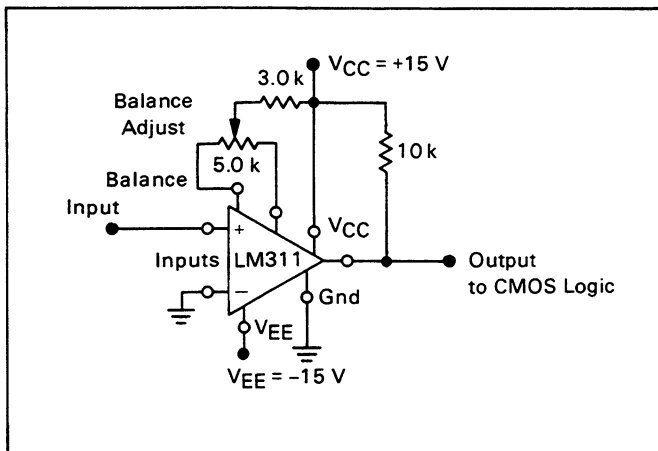 VCC = +15 V
3.0 k
Balance
Adjust
5.0 k
10 k
Balance
Input
VCC
+
Inputs
LM311
Output
to CMOS Logic
−
Gnd
VEE
VEE = –15 V